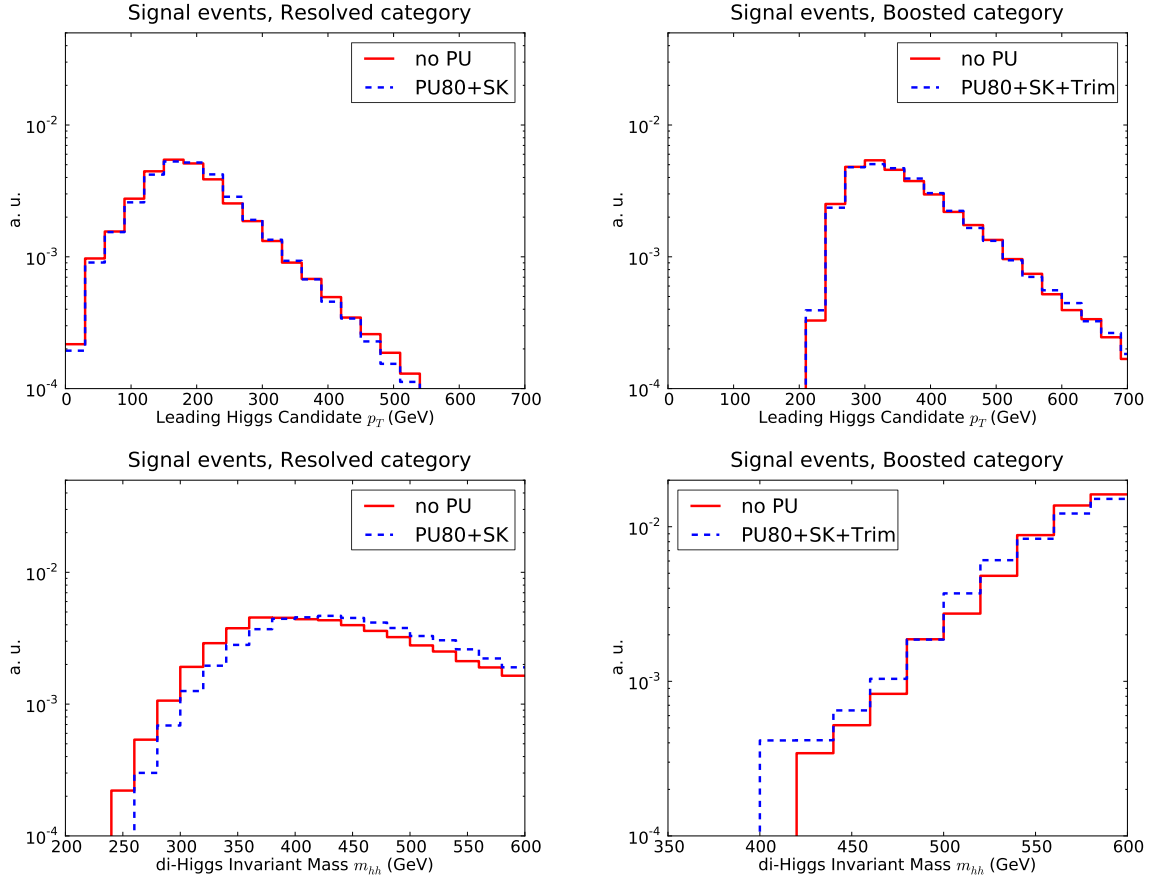 Signal events, Resolved category
no PU
PU80+SK
a. u.
10^-2
10^-3
10^-4
0 100 200 300 400 500 600 700
Leading Higgs Candidate p_T (GeV)
Signal events, Boosted category
no PU
PU80+SK+Trim
a. u.
10^-2
10^-3
10^-4
0 100 200 300 400 500 600 700
Leading Higgs Candidate p_T (GeV)
Signal events, Resolved category
no PU
PU80+SK
a. u.
10^-2
10^-3
10^-4
200 250 300 350 400 450 500 550 600
di-Higgs Invariant Mass m_hh (GeV)
Signal events, Boosted category
no PU
PU80+SK+Trim
a. u.
10^-2
10^-3
10^-4
350 400 450 500 550 600
di-Higgs Invariant Mass m_hh (GeV)